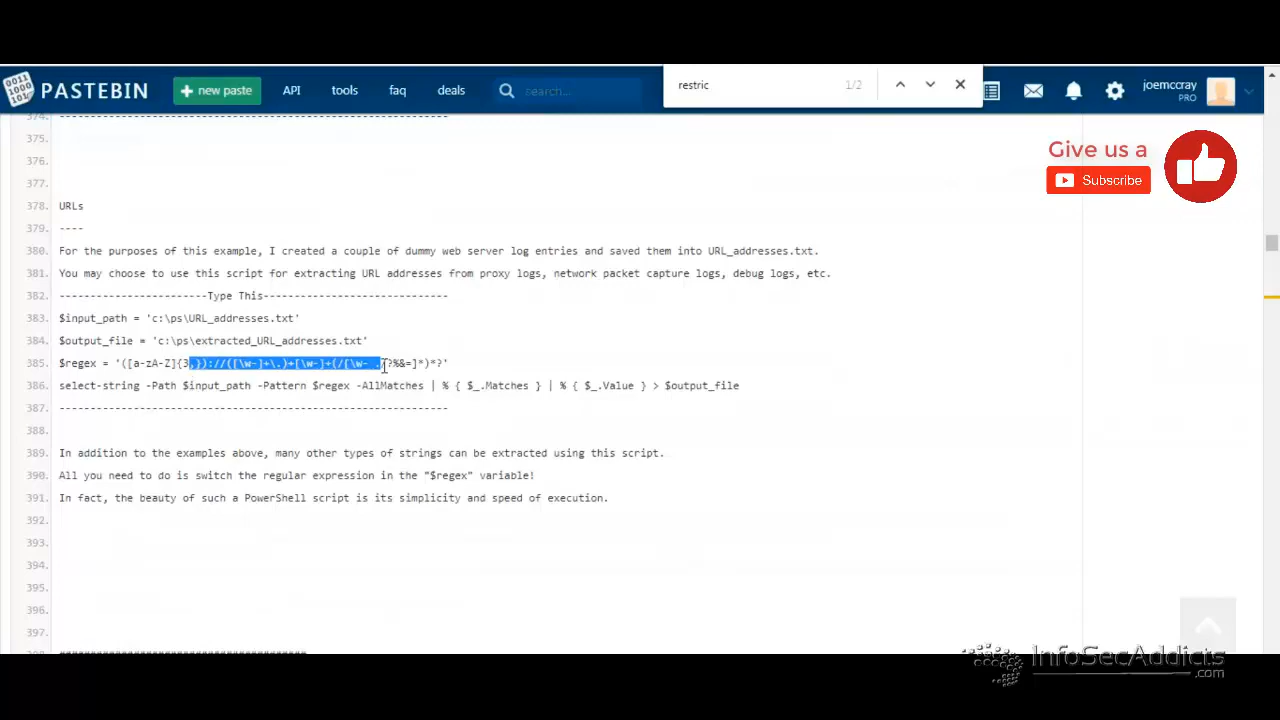 0011
1000
101
PASTEBIN
+ new paste
API
tools
faq
deals
search...
restric
1/2
joemccray
PRO
Give us a
Subscribe
374. --------------------------------------------------------------
375.
376.
377.
378. URLs
379. ----
380. For the purposes of this example, I created a couple of dummy web server log entries and saved them into URL_addresses.txt.
381. You may choose to use this script for extracting URL addresses from proxy logs, network packet capture logs, debug logs, etc.
382. ------------------------Type This------------------------------
383. $input_path = 'c:\ps\URL_addresses.txt'
384. $output_file = 'c:\ps\extracted_URL_addresses.txt'
385. $regex = '([a-zA-Z]{3,})://([\w-]+\.)+[\w-]+(/[\w- ./?%&=]*)*?'
386. select-string -Path $input_path -Pattern $regex -AllMatches | % { $_.Matches } | % { $_.Value } > $output_file
387. --------------------------------------------------------------
388.
389. In addition to the examples above, many other types of strings can be extracted using this script.
390. All you need to do is switch the regular expression in the "$regex" variable!
391. In fact, the beauty of such a PowerShell script is its simplicity and speed of execution.
392.
393.
394.
395.
396.
397.
InfoSecAddicts
.com